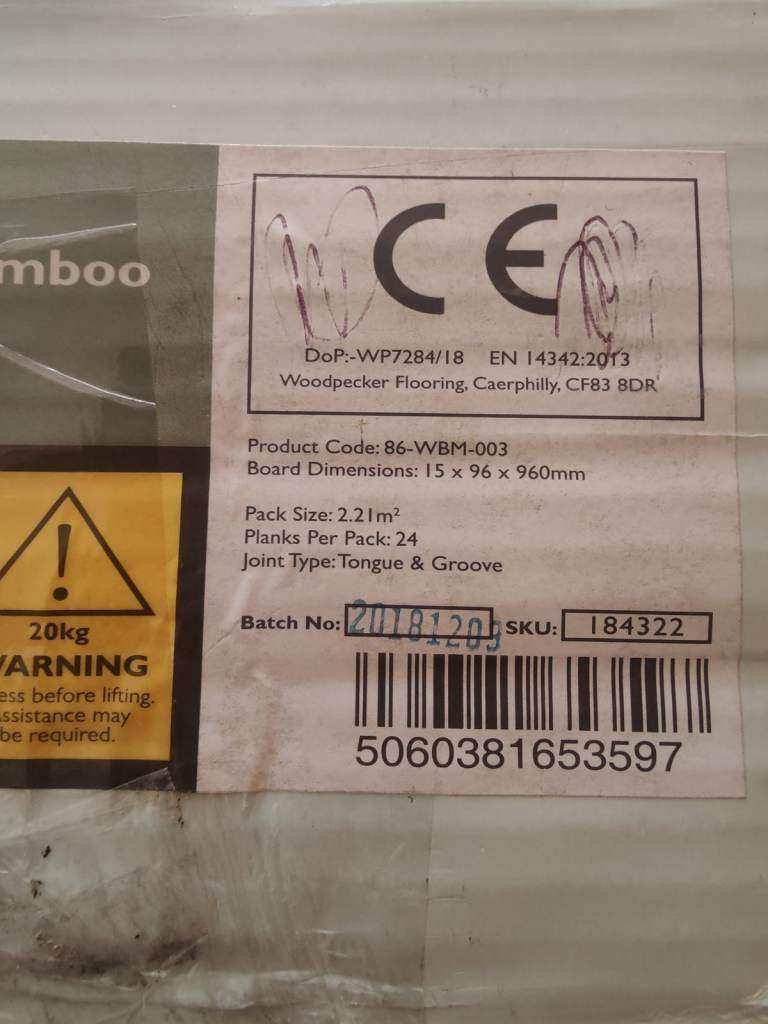 mboo
CE
DoP:-WP7284/18 EN 14342:2013
Woodpecker Flooring, Caerphilly, CF83 8DR
Product Code: 86-WBM-003
Board Dimensions: 15 x 96 x 960mm
Pack Size: 2.21m²
Planks Per Pack: 24
Joint Type: Tongue & Groove
Batch No: 20181209 SKU: 184322
5060381653597
!
20kg
WARNING
ess before lifting.
ssistance may
be required.